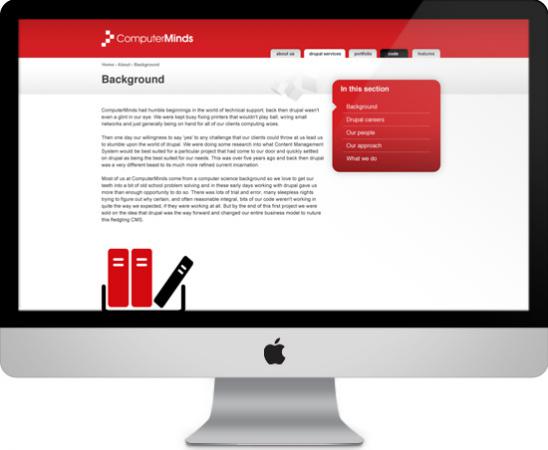 ComputerMinds
about us drupal services portfolio code features
Home › About › Background
Background
ComputerMinds had humble beginnings in the world of technical support, back then drupal wasn't
even a glint in our eye. We were kept busy fixing printers that wouldn't play ball, wiring small
networks and just generally being on hand for all of our clients computing woes.
Then one day our willingness to say 'yes' to any challenge that our clients could throw at us lead us
to stumble upon the world of drupal. We were doing some research into what Content Management
System would be best suited for a particular project that had come to our door and quickly settled
on drupal as being the best suited for our needs. This was over five years ago and back then drupal
was a very different beast to its much more refined current incarnation.
Most of us at ComputerMinds come from a computer science background so we love to get our
teeth into a bit of old school problem solving and in these early days working with drupal gave us
more than enough opportunity to do so. There was lots of trial and error, many sleepless nights
trying to figure out why certain, and often reasonable integral, bits of our code weren't working in
quite the way we expected, if they were working at all. But by the end of this first project we were
sold on the idea that drupal was the way forward and changed our entire business model to nuture
this fledgling CMS.
In this section
Background
Drupal careers
Our people
Our approach
What we do